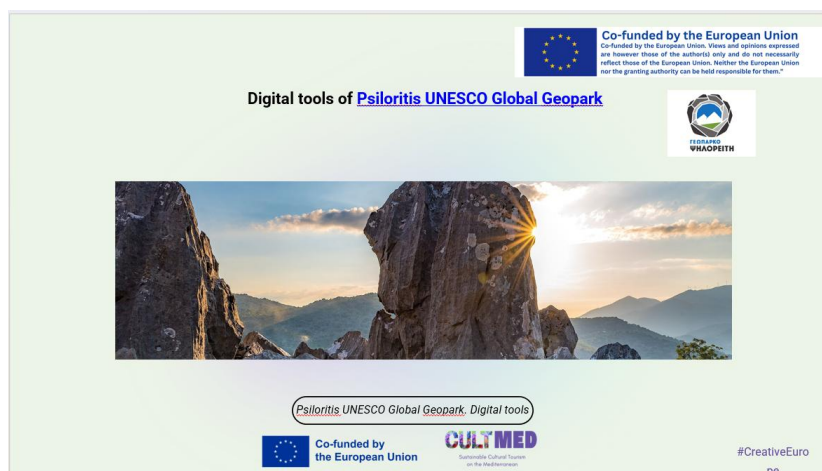 Co-funded by the European Union
Co-funded by the European Union. Views and opinions expressed
are however those of the author(s) only and do not necessarily
reflect those of the European Union. Neither the European Union
nor the granting authority can be held responsible for them."
Digital tools of Psiloritis UNESCO Global Geopark
ΓΕΩΠΑΡΚΟ
ΨΗΛΟΡΕΙΤΗ
Psiloritis UNESCO Global Geopark. Digital tools
Co-funded by
the European Union
CULTMED
Sustainable Cultural Tourism
on the Mediterranean
#CreativeEuro
pe